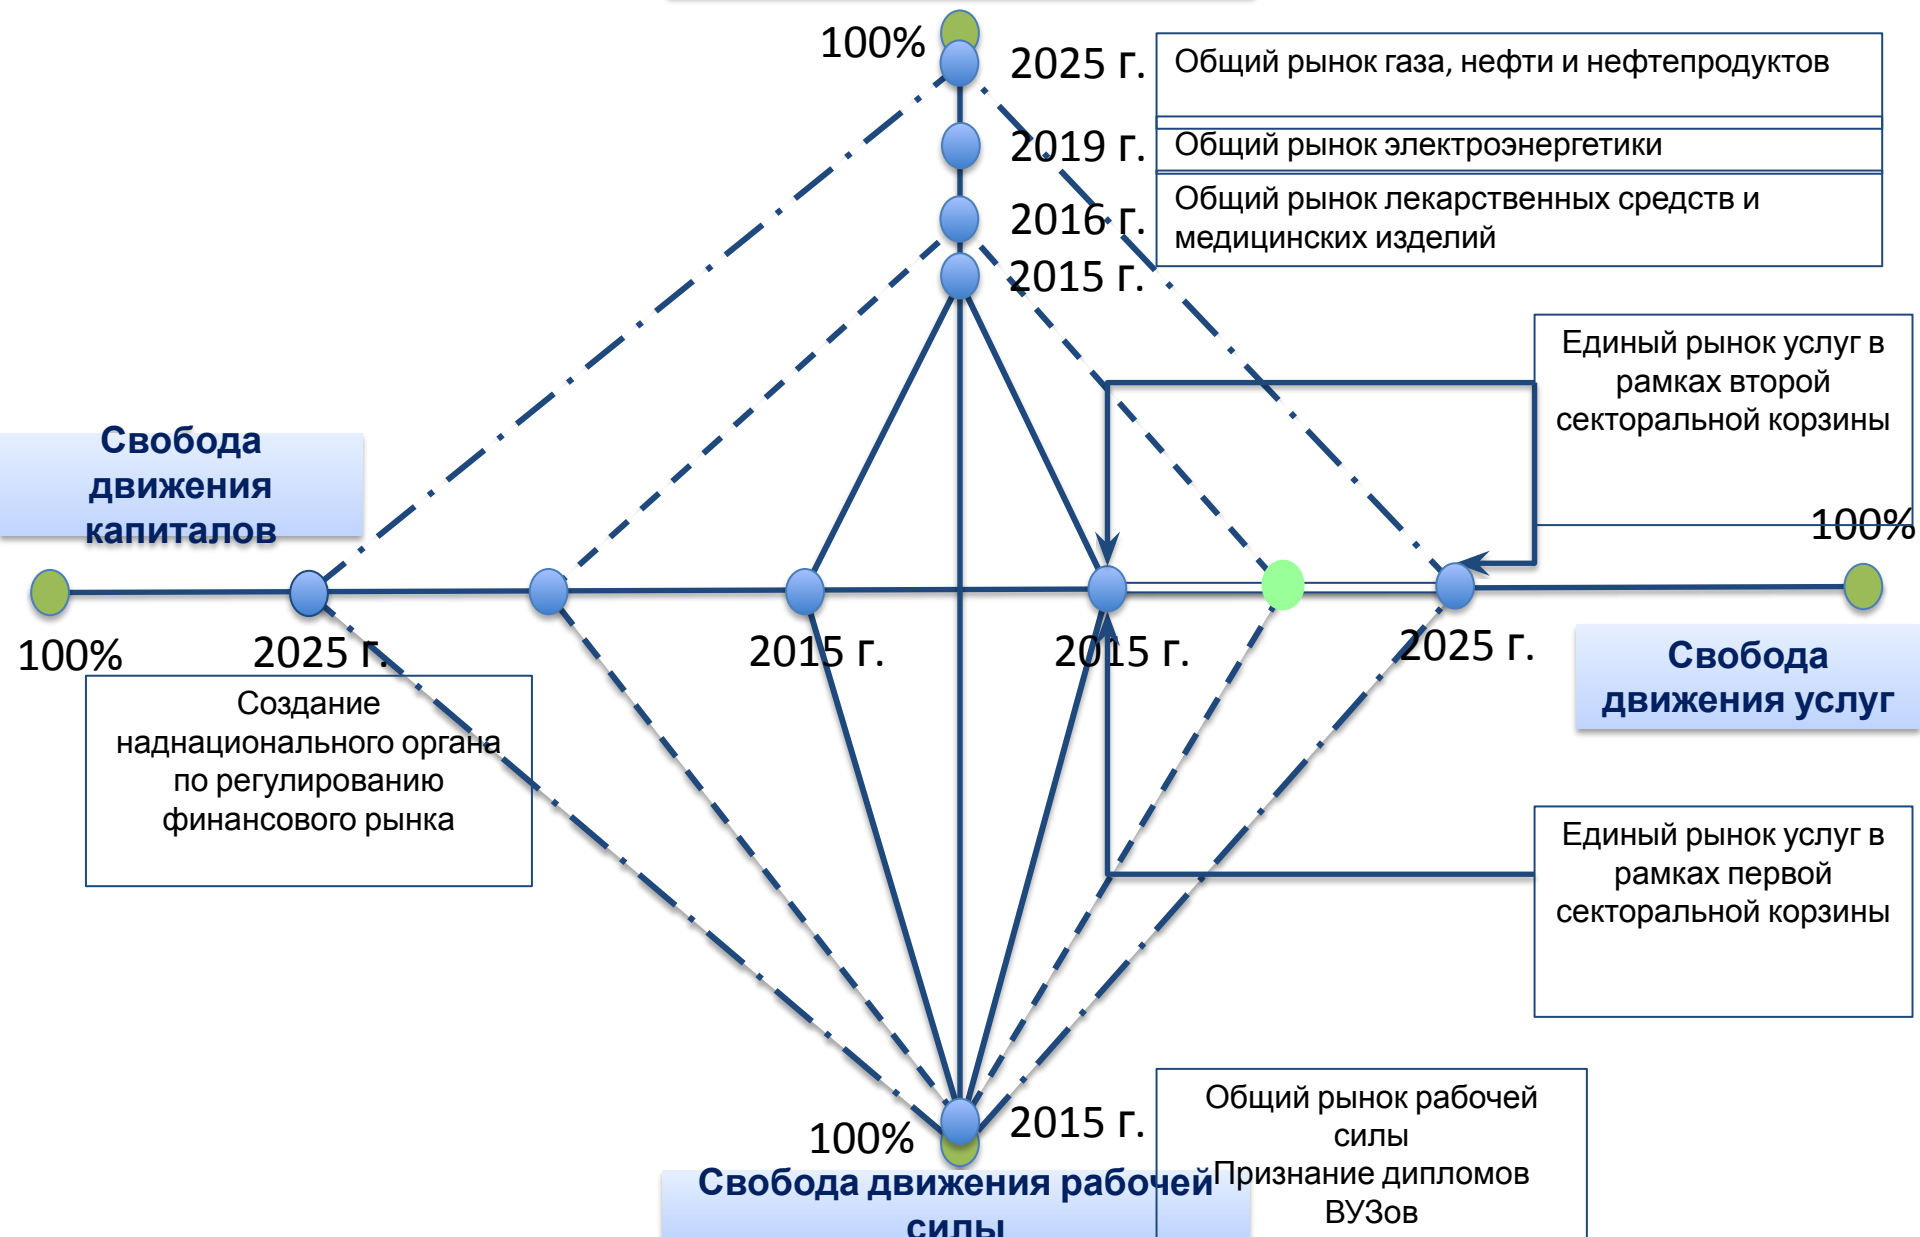 100%
2025 г.
Общий рынок газа, нефти и нефтепродуктов
2019 г.
Общий рынок электроэнергетики
2016 г.
Общий рынок лекарственных средств и
медицинских изделий
2015 г.
Единый рынок услуг в
рамках второй
секторальной корзины
Свобода
движения
капиталов
100%
100%
2025 г.
2015 г.
2015 г.
2025 г.
Свобода
движения услуг
Создание
наднационального органа
по регулированию
финансового рынка
Единый рынок услуг в
рамках первой
секторальной корзины
100%
2015 г.
Общий рынок рабочей
силы
Признание дипломов
ВУЗов
Свобода движения рабочей
силы